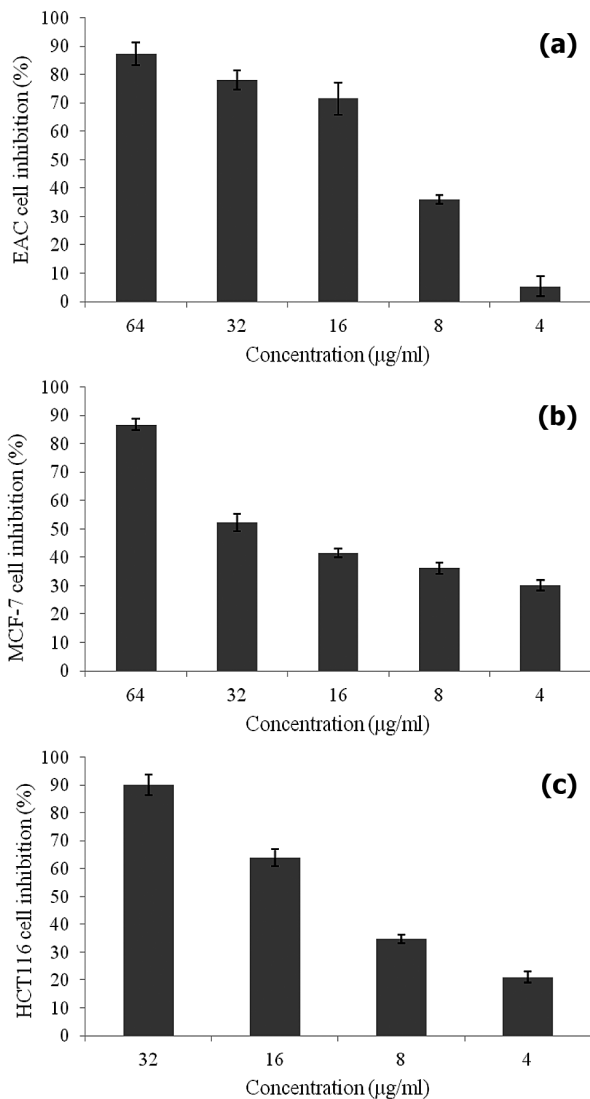 (a)
EAC cell inhibition (%)
100
90
80
70
60
50
40
30
20
10
0
64 32 16 8 4
Concentration (µg/ml)
(b)
MCF-7 cell inhibition (%)
100
90
80
70
60
50
40
30
20
10
0
64 32 16 8 4
Concentration (µg/ml)
(c)
HCT116 cell inhibition (%)
100
90
80
70
60
50
40
30
20
10
0
32 16 8 4
Concentration (µg/ml)